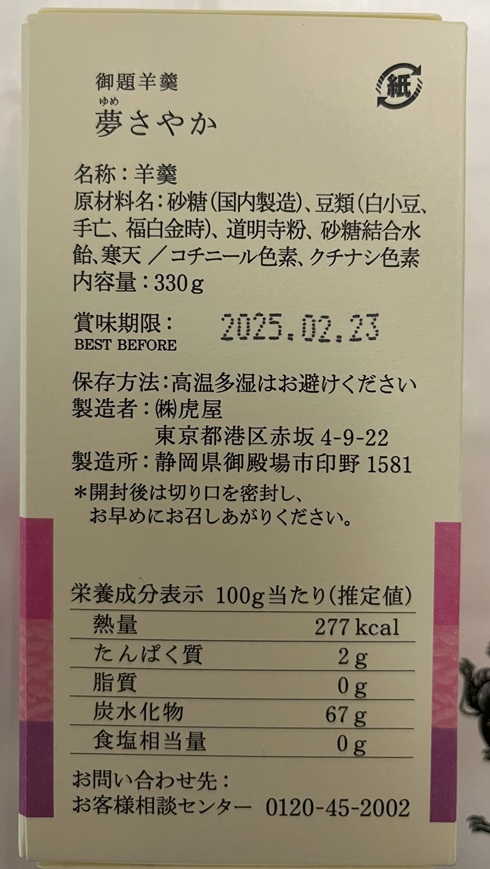 御題羊羹
紙
ゆめ
夢さやか
名称：羊羹
原材料名：砂糖（国内製造）、豆類（白小豆、
手亡、福白金時）、道明寺粉、砂糖結合水
飴、寒天／コチニール色素、クチナシ色素
内容量：330g
賞味期限： 2025.02.23
BEST BEFORE
保存方法：高温多湿はお避けください
製造者：㈱虎屋
東京都港区赤坂 4-9-22
製造所：静岡県御殿場市印野 1581
＊開封後は切り口を密封し、
お早めにお召しあがりください。
栄養成分表示 100g当たり（推定値）
熱量 277 kcal
たんぱく質 2 g
脂質 0 g
炭水化物 67 g
食塩相当量 0 g
お問い合わせ先：
お客様相談センター 0120-45-2002